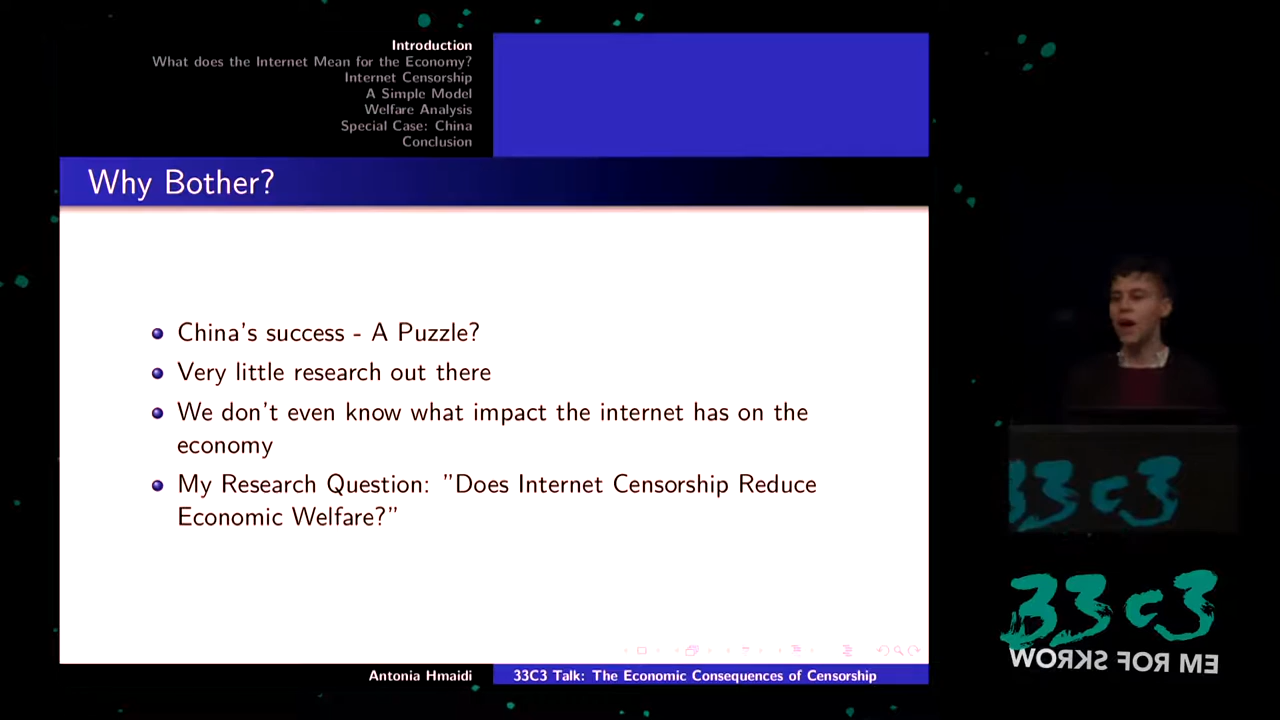 Introduction
What does the Internet Mean for the Economy?
Internet Censorship
A Simple Model
Welfare Analysis
Special Case: China
Conclusion
Why Bother?
China's success - A Puzzle?
Very little research out there
We don't even know what impact the internet has on the
economy
My Research Question: "Does Internet Censorship Reduce
Economic Welfare?"
Antonia Hmaidi
33C3 Talk: The Economic Consequences of Censorship
33c3
33c3
WORKS FOR ME